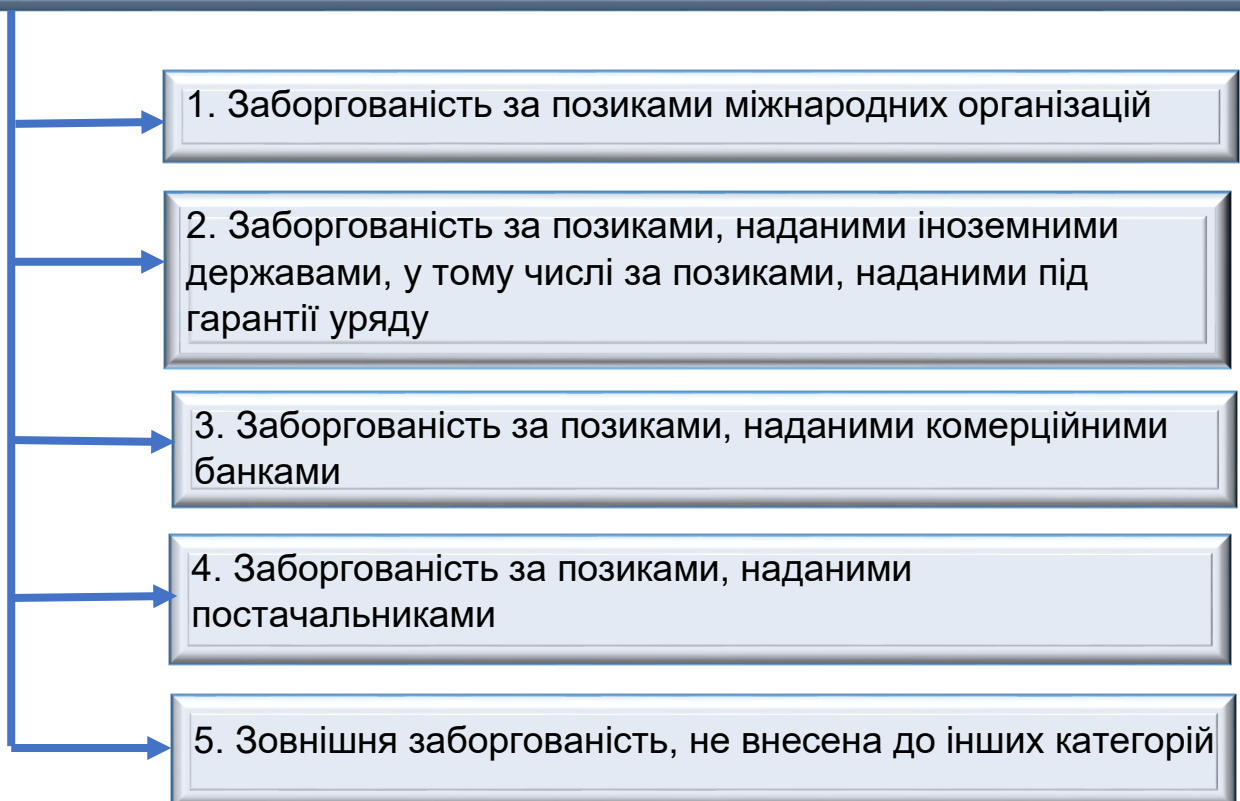 1. Заборгованість за позиками міжнародних організацій
2. Заборгованість за позиками, наданими іноземними
державами, у тому числі за позиками, наданими під
гарантії уряду
3. Заборгованість за позиками, наданими комерційними
банками
4. Заборгованість за позиками, наданими
постачальниками
5. Зовнішня заборгованість, не внесена до інших категорій